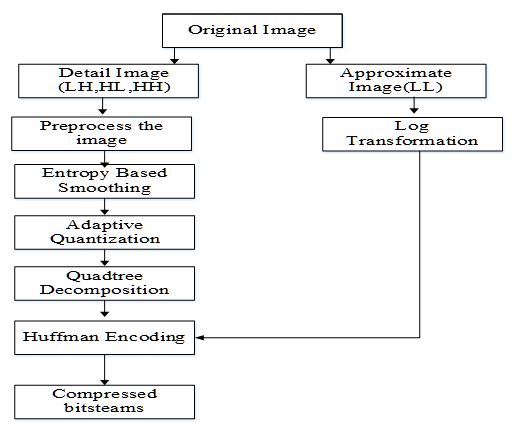 Original Image
Detail Image
(LH,HL,HH)
Approximate
Image(LL)
Preprocess the
image
Log
Transformation
Entropy Based
Smoothing
Adaptive
Quantization
Quadtree
Decomposition
Huffman Encoding
Compressed
bitsteams